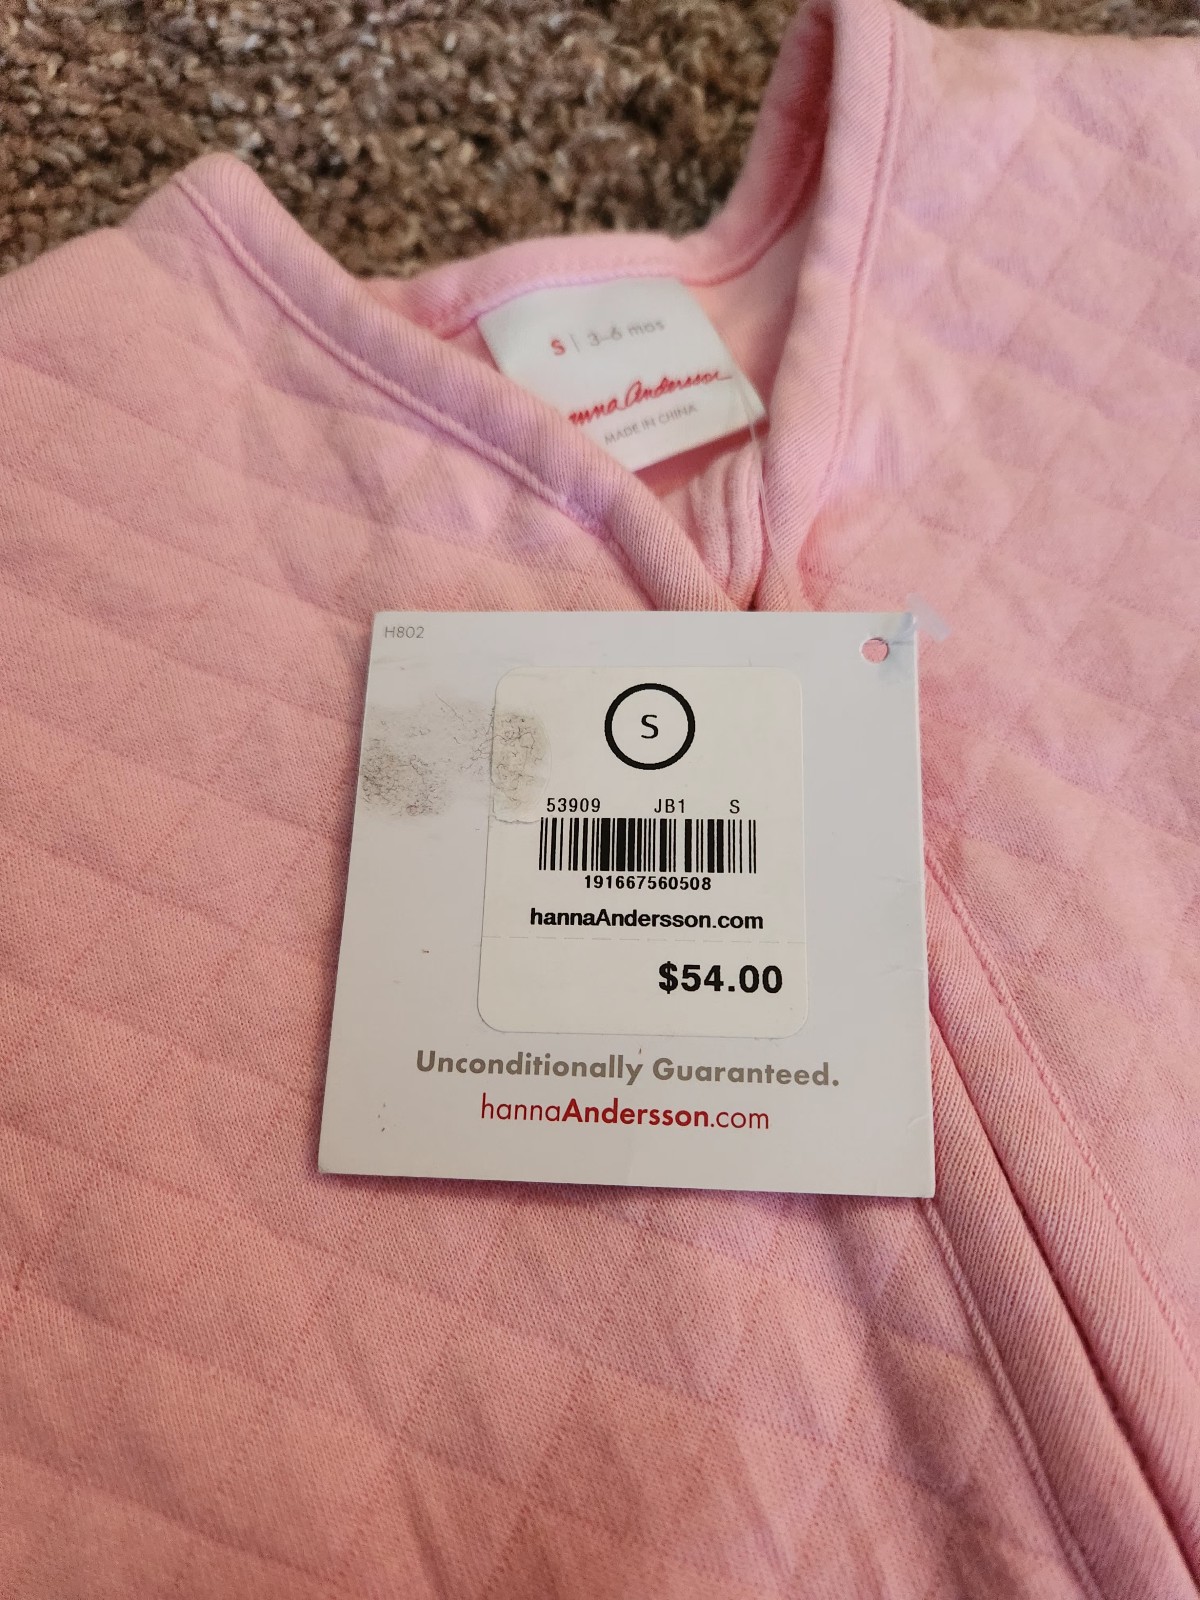 S | 3-6 mos
Andersson
MADE IN CHINA
H802
S
53909 JB1 S
191667560508
hannaAndersson.com
$54.00
Unconditionally Guaranteed.
hannaAndersson.com